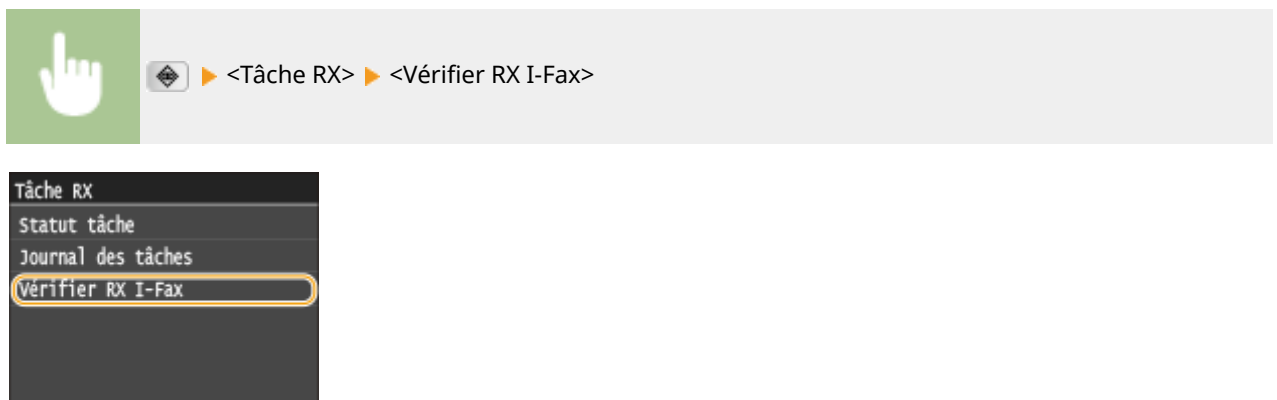 <Tâche RX> <Vérifier RX I-Fax>
Tâche RX
Statut tâche
Journal des tâches
Vérifier RX I-Fax